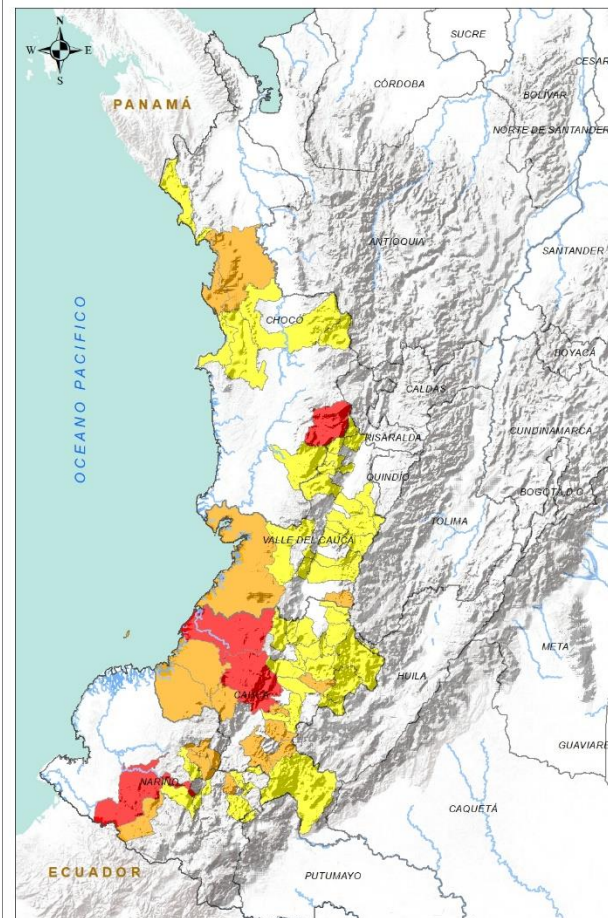 N
W E
S
SUCRE
CESAR
CÓRDOBA
BOLÍVAR
PANAMÁ
NORTE DE SANTANDER
ANTIOQUIA
SANTANDER
OCEANO PACIFICO
CHOCÓ
BOYACÁ
CALDAS
RISARALDA
CUNDINAMARCA
QUINDÍO
BOGOTÁ D.C.
TOLIMA
VALLE DEL CAUCA
META
HUILA
CAUCA
GUAVIARE
NARIÑO
CAQUETÁ
ECUADOR
PUTUMAYO